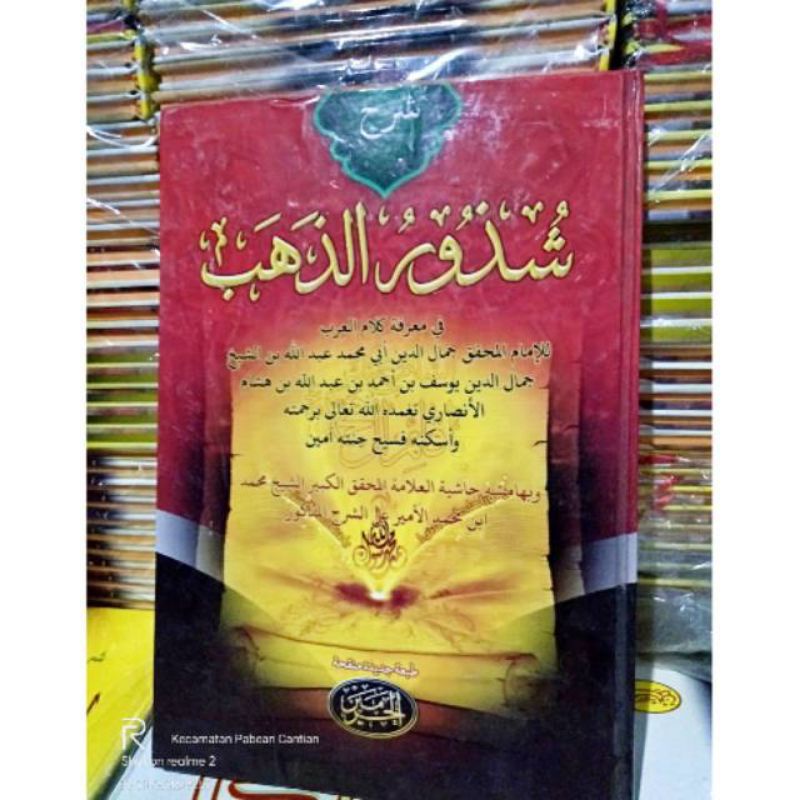 شرح
شُذُورُ الذَهَبَ
في معرفة كلام العرب
للإمام المحقق جمال الدين أبي محمد عبد الله بن الشيخ
جمال الدين يوسف بن أحمد بن عبد الله بن هشام
الأنصاري تغمده الله تعالى برحمته
وأسكنه فسيح جنته آمين
وبهامشه حاشية العلامة المحقق الكبير الشيخ محمد
ابن محمد الأمير على الشرح المذكور
طبعة جديدة منقحة
الحرمين
R Kecamatan Pabean Cantian
Shot on realme 2